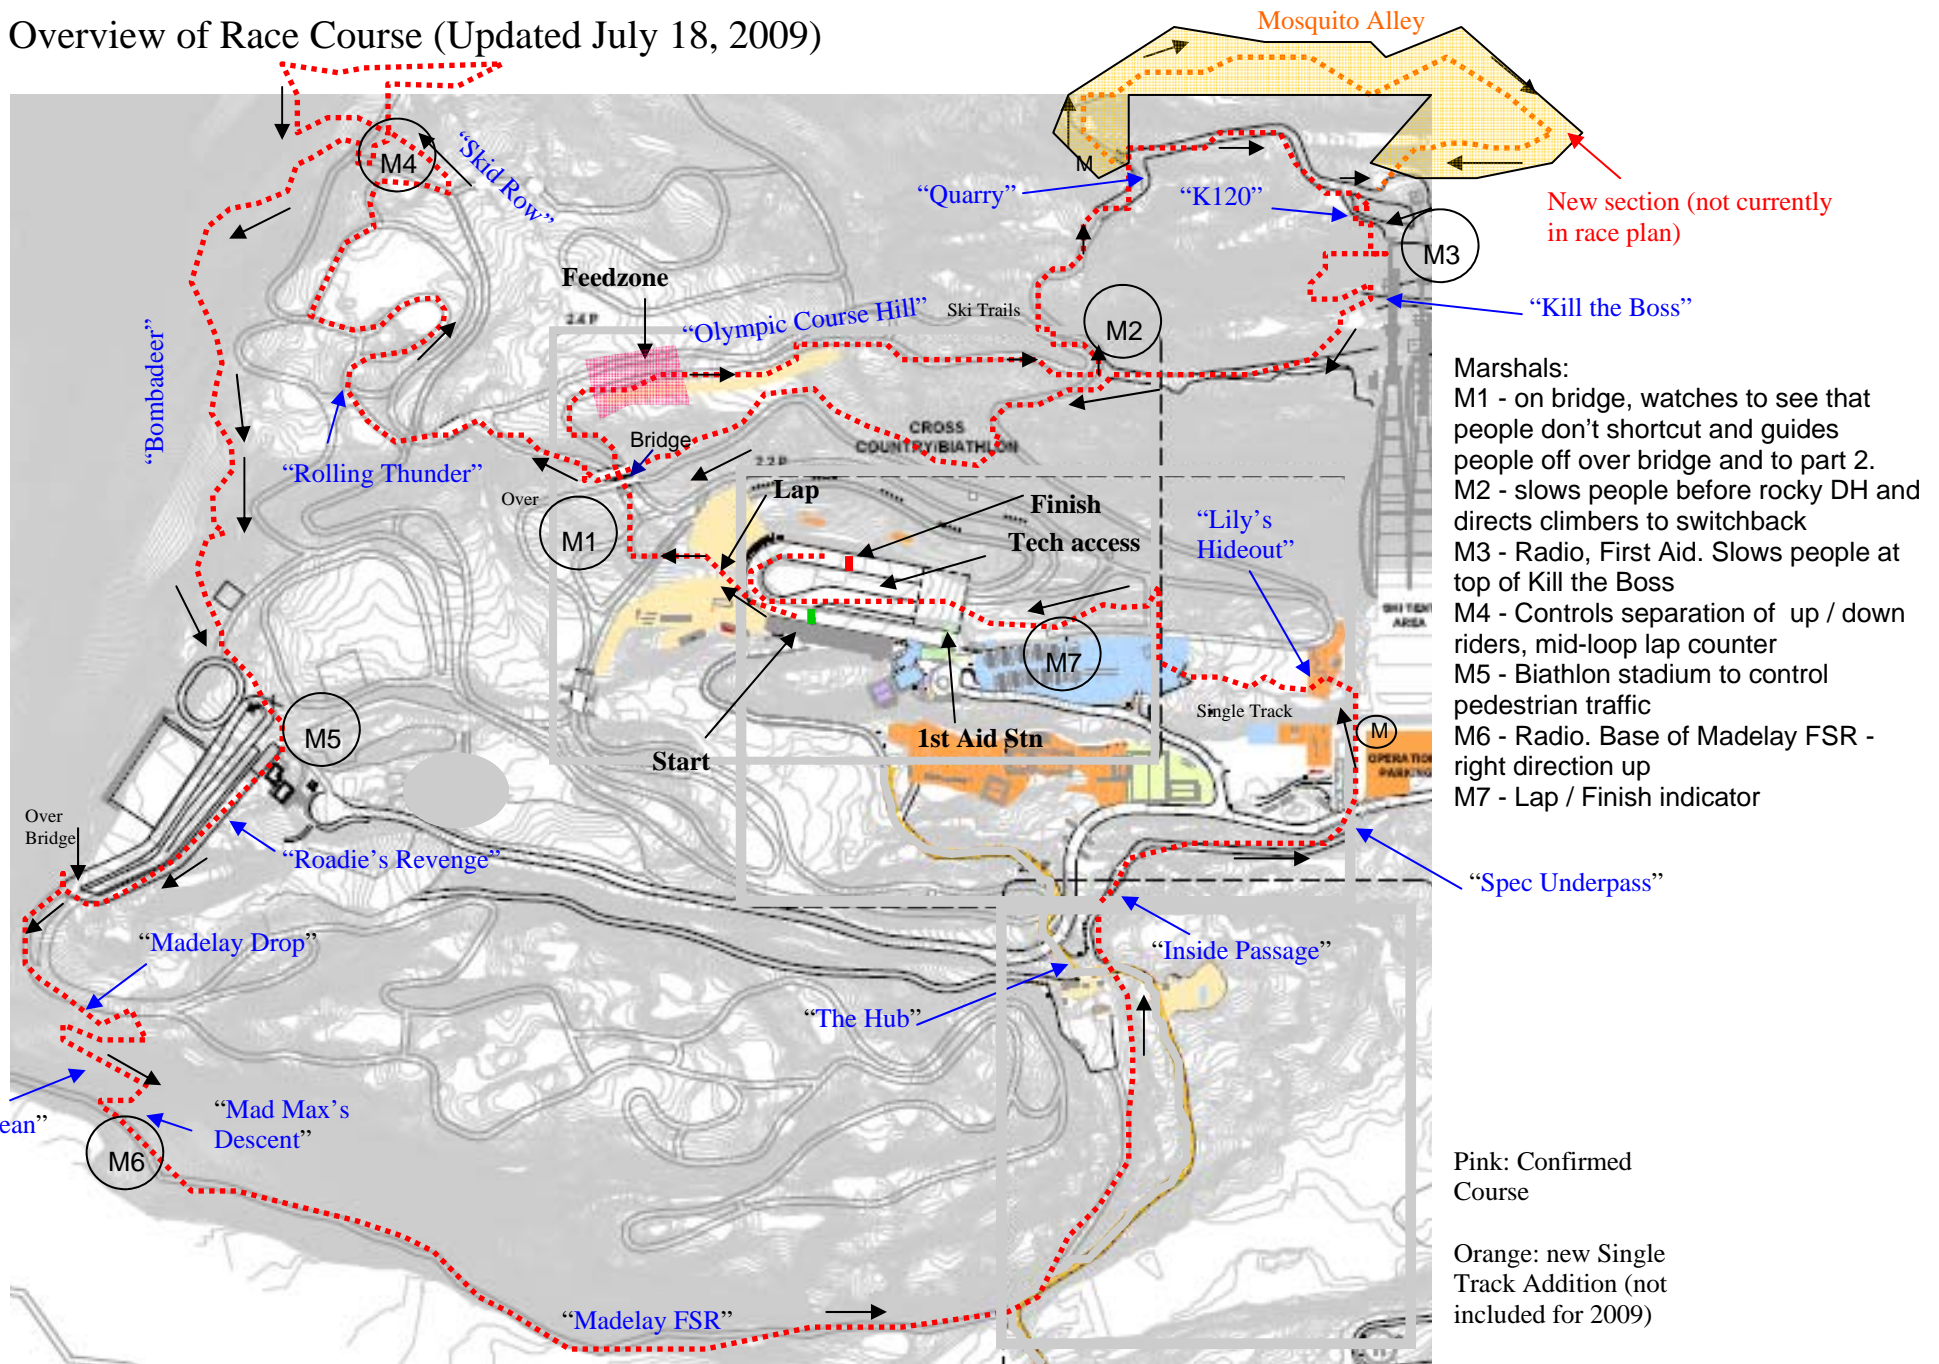 Overview of Race Course (Updated July 18, 2009)
Mosquito Alley
M4
“Skid Row”
M
“Quarry”
“K120”
New section (not currently
in race plan)
M3
Feedzone
“Olympic Course Hill”
Ski Trails
M2
“Kill the Boss”
“Bombadeer”
Marshals:
M1 - on bridge, watches to see that
people don’t shortcut and guides
people off over bridge and to part 2.
M2 - slows people before rocky DH and
directs climbers to switchback
M3 - Radio, First Aid. Slows people at
top of Kill the Boss
M4 - Controls separation of up / down
riders, mid-loop lap counter
M5 - Biathlon stadium to control
pedestrian traffic
M6 - Radio. Base of Madelay FSR -
right direction up
M7 - Lap / Finish indicator
CROSS
COUNTRY/BIATHLON
Bridge
“Rolling Thunder”
Over
M1
Lap
Finish
Tech access
“Lily’s
Hideout”
AREA
M7
Single Track
M
M5
Start
1st Aid Stn
OPERATION
PARKING
Over
Bridge
“Roadie’s Revenge”
“Spec Underpass”
“Madelay Drop”
“Inside Passage”
“The Hub”
ean”
“Mad Max’s
Descent”
M6
“Madelay FSR”
Pink: Confirmed
Course
Orange: new Single
Track Addition (not
included for 2009)